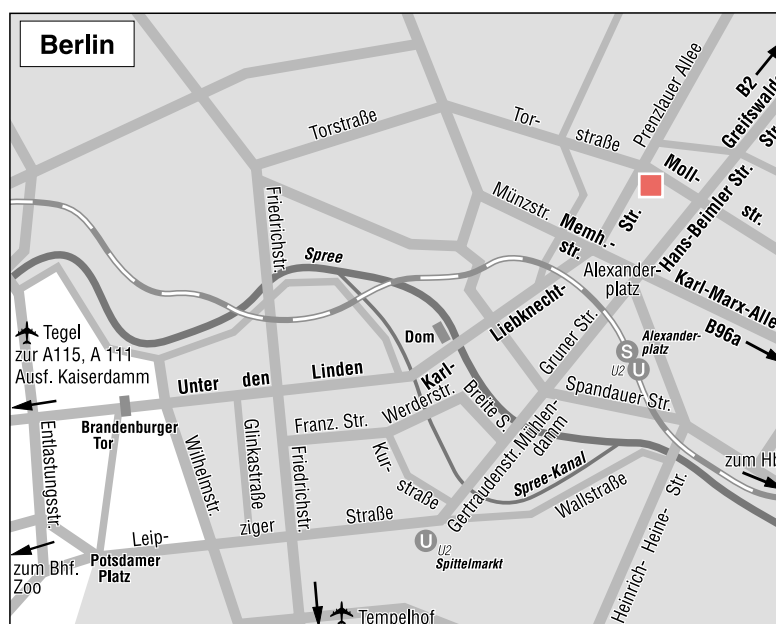 Berlin
B2
Greifswalder
Str.
Prenzlauer Allee
Torstraße
Tor-
straße
Moll-
str.
Münzstr.
Memh.-
str.
Hans-Beimler Str.
Friedrichstr.
Spree
Liebknecht-
Str.
Alexander-
platz
Karl-Marx-Allee
B96a
Tegel
zur A115, A 111
Ausf. Kaiserdamm
Dom
Karl-
Gruner Str.
Alexander-
platz
S
U2
U
Unter den Linden
Brandenburger
Tor
Entlastungsstr.
Wilhelmstr.
Glinkastraße
Friedrichstr.
Franz. Str.
Werderstr.
Breite S.
Spandauer Str.
Kur-
straße
Gertraudenstr.
Mühlen-
damm
Spree-Kanal
Wallstraße
zum Hb
Leip-
ziger
Straße
U
U2
Spittelmarkt
Heinrich-Heine-Str.
Potsdamer
Platz
zum Bhf.
Zoo
Tempelhof